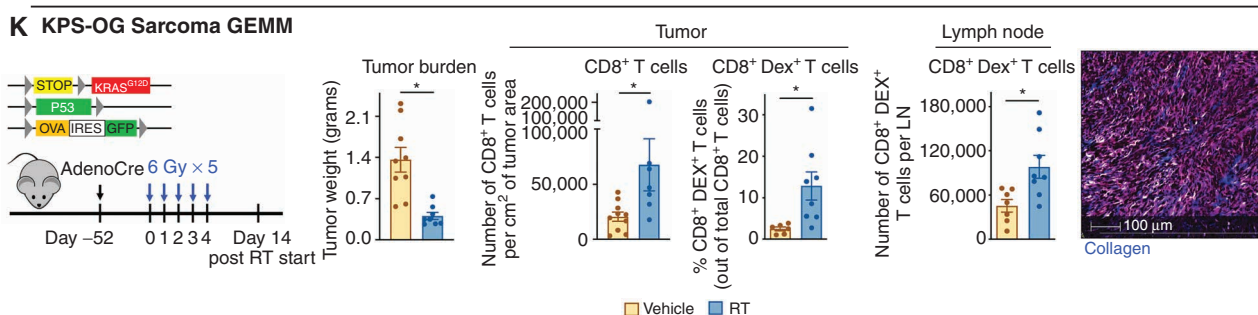 K KPS-OG Sarcoma GEMM
STOP KRAS^G12D
P53
OVA IRES GFP
AdenoCre 6 Gy × 5
Day −52 0 1 2 3 4 Day 14
post RT start
Tumor burden
*
Tumor weight (grams)
2.1
1.4
0.7
0.0
Tumor
CD8⁺ T cells
*
Number of CD8⁺ T cells
per cm² of tumor area
200,000
100,000
100,000
50,000
0
CD8⁺ Dex⁺ T cells
*
% CD8⁺ DEX⁺ T cells
(out of total CD8⁺ T cells)
30
20
10
0
Lymph node
CD8⁺ Dex⁺ T cells
*
Number of CD8⁺ DEX⁺
T cells per LN
180,000
120,000
60,000
0
100 μm
Collagen
Vehicle RT